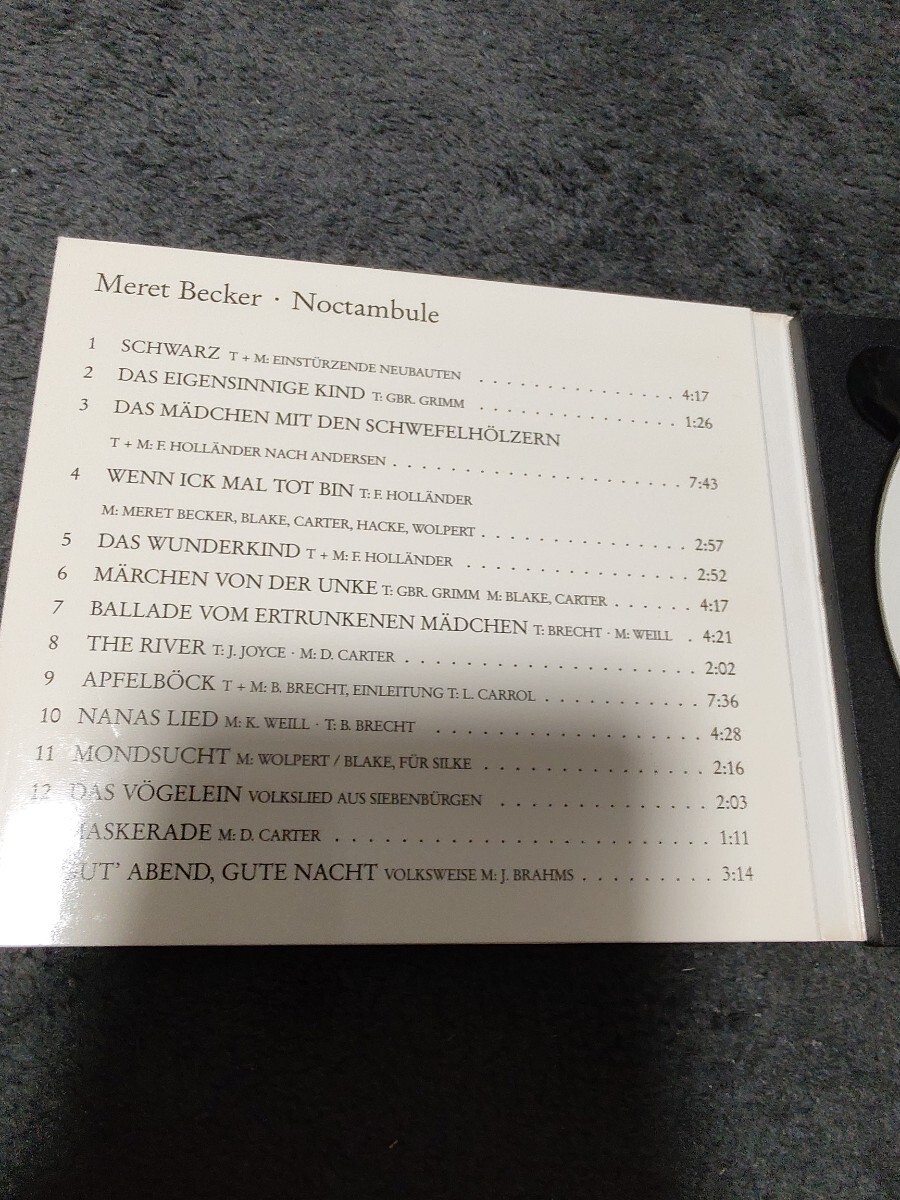 Meret Becker · Noctambule
1 SCHWARZ T + M: EINSTÜRZENDE NEUBAUTEN . . . . . . . . . . . . . . . 4:17
2 DAS EIGENSINNIGE KIND T: GBR. GRIMM . . . . . . . . . . . . . . . 1:26
3 DAS MÄDCHEN MIT DEN SCHWEFELHÖLZERN
T + M: F. HOLLÄNDER NACH ANDERSEN . . . . . . . . . . . . . . . . . . . . . 7:43
4 WENN ICK MAL TOT BIN T: F. HOLLÄNDER
M: MERET BECKER, BLAKE, CARTER, HACKE, WOLPERT . . . . . . . . . . . . . . . 2:57
5 DAS WUNDERKIND T + M: F. HOLLÄNDER . . . . . . . . . . . . . . . . 2:52
6 MÄRCHEN VON DER UNKE T: GBR. GRIMM M: BLAKE, CARTER . . . . . . 4:17
7 BALLADE VOM ERTRUNKENEN MÄDCHEN T: BRECHT · M: WEILL . 4:21
8 THE RIVER T: J. JOYCE · M: D. CARTER . . . . . . . . . . . . . . . . . . . . . 2:02
9 APFELBÖCK T + M: B. BRECHT, EINLEITUNG T: L. CARROL . . . . . . . . . . . 7:36
10 NANAS LIED M: K. WEILL · T: B. BRECHT . . . . . . . . . . . . . . . . . . . 4:28
11 MONDSUCHT M: WOLPERT / BLAKE, FÜR SILKE . . . . . . . . . . . . . . . 2:16
12 DAS VÖGELEIN VOLKSLIED AUS SIEBENBÜRGEN . . . . . . . . . . . . . . 2:03
MASKERADE M: D. CARTER . . . . . . . . . . . . . . . . . . . . . . . . . . 1:11
GUT' ABEND, GUTE NACHT VOLKSWEISE M: J. BRAHMS . . . . . . . . . 3:14